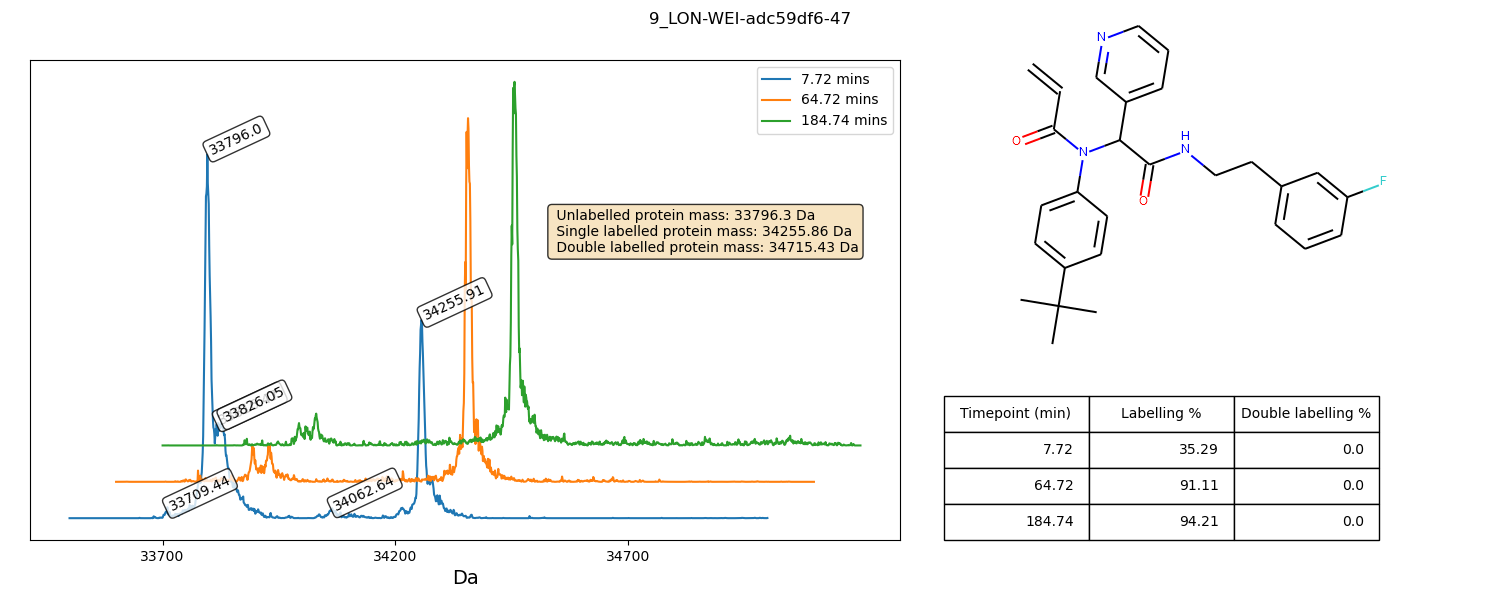 9_LON-WEI-adc59df6-47
7.72 mins
64.72 mins
184.74 mins
33796.0
34255.91
33826.05
33709.44
34062.64
Unlabelled protein mass: 33796.3 Da
Single labelled protein mass: 34255.86 Da
Double labelled protein mass: 34715.43 Da
33700 34200 34700
Da
N
O
N
H
N
O
F
Timepoint (min) Labelling % Double labelling %
7.72 35.29 0.0
64.72 91.11 0.0
184.74 94.21 0.0